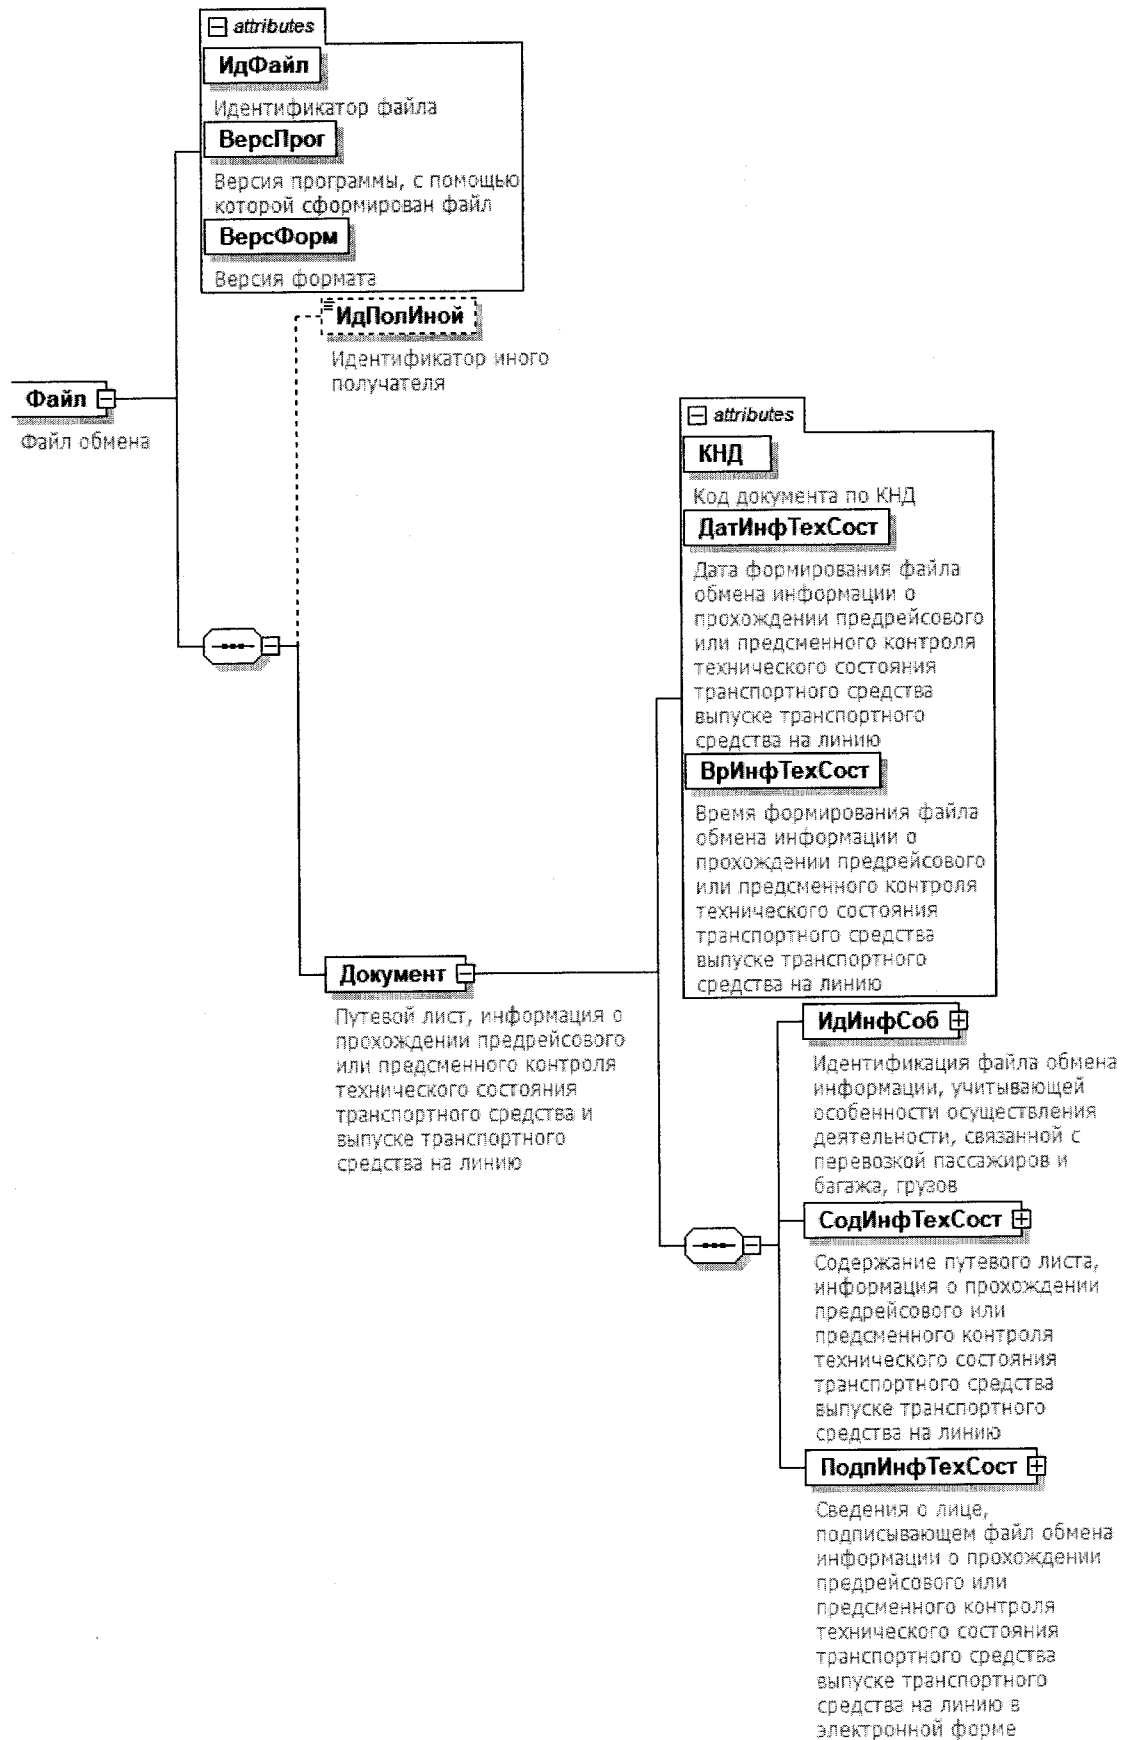 attributes
ИдФайл
Идентификатор файла
ВерсПрог
Версия программы, с помощью
которой сформирован файл
ВерсФорм
Версия формата
ИдПолИной
Идентификатор иного
получателя
Файл
Файл обмена
attributes
КНД
Код документа по КНД
ДатИнфТехСост
Дата формирования файла
обмена информации о
прохождении предрейсового
или предсменного контроля
технического состояния
транспортного средства
выпуске транспортного
средства на линию
ВрИнфТехСост
Время формирования файла
обмена информации о
прохождении предрейсового
или предсменного контроля
технического состояния
транспортного средства
выпуске транспортного
средства на линию
Документ
Путевой лист, информация о
прохождении предрейсового
или предсменного контроля
технического состояния
транспортного средства и
выпуске транспортного
средства на линию
ИдИнфСоб
Идентификация файла обмена
информации, учитывающей
особенности осуществления
деятельности, связанной с
перевозкой пассажиров и
багажа, грузов
СодИнфТехСост
Содержание путевого листа,
информация о прохождении
предрейсового или
предсменного контроля
технического состояния
транспортного средства
выпуске транспортного
средства на линию
ПодпИнфТехСост
Сведения о лице,
подписывающем файл обмена
информации о прохождении
предрейсового или
предсменного контроля
технического состояния
транспортного средства
выпуске транспортного
средства на линию в
электронной форме